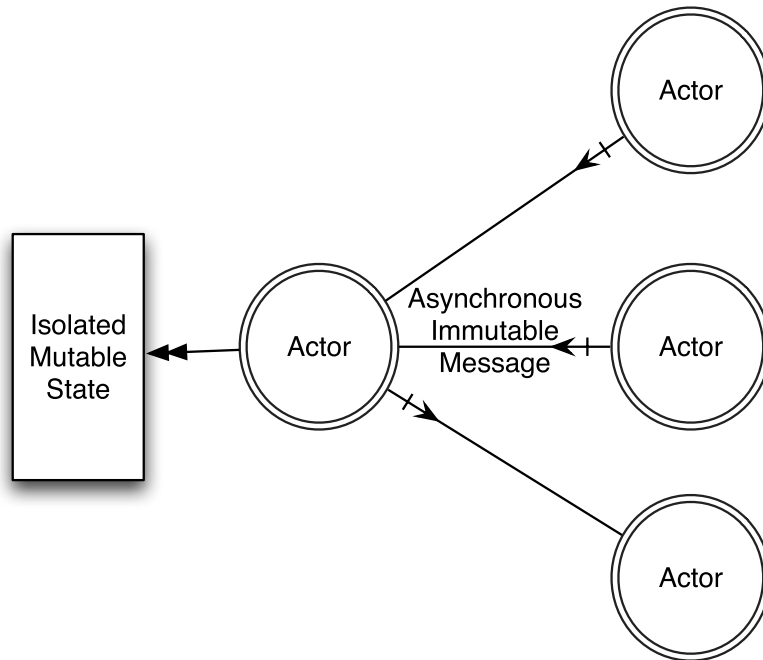 Actor
Isolated
Mutable
State
Actor
Asynchronous
Immutable
Message
Actor
Actor